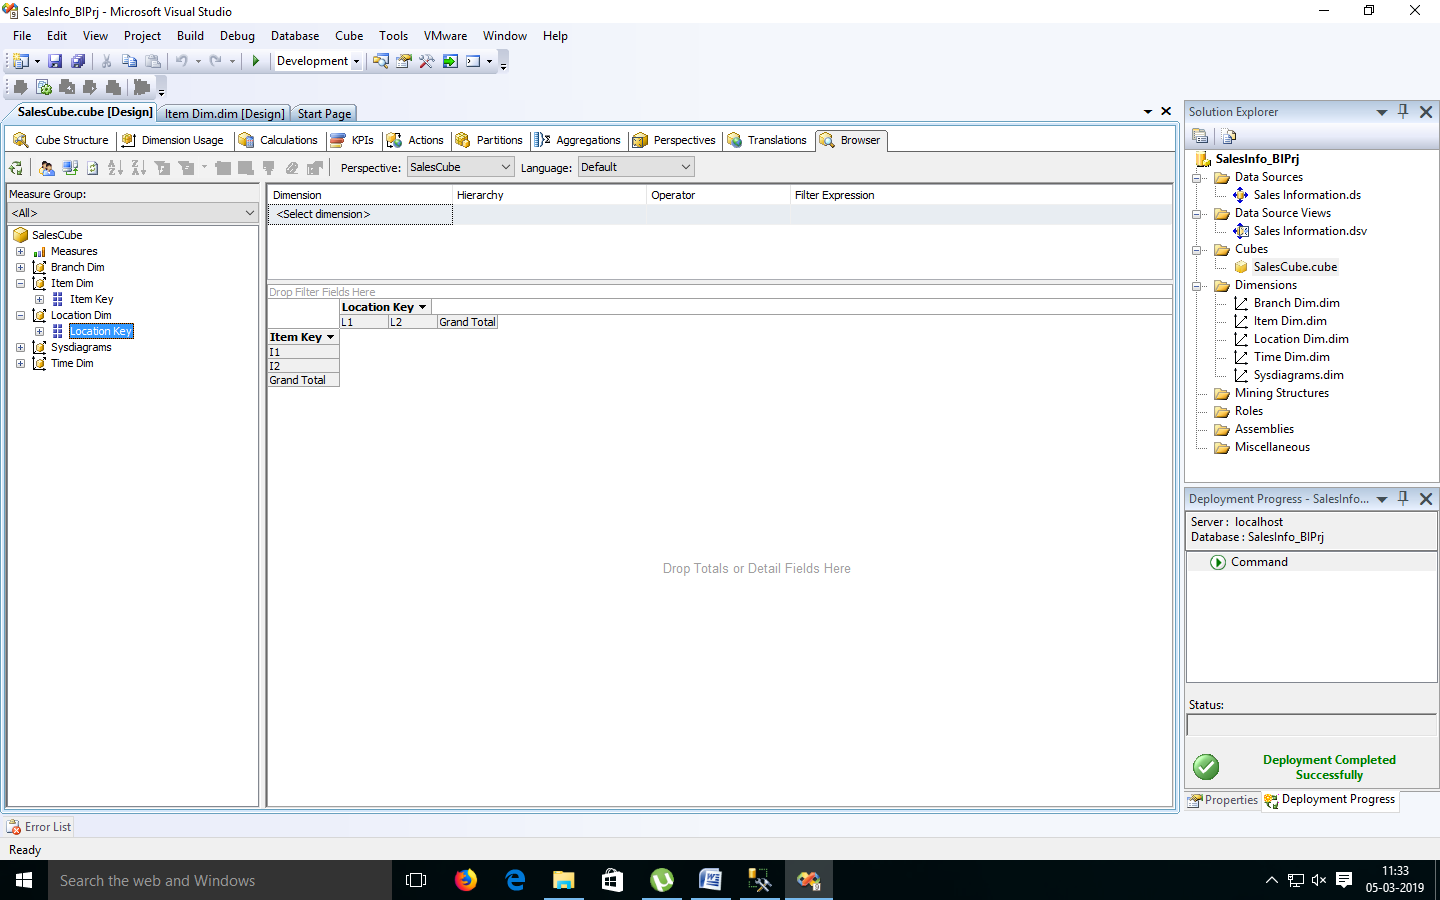 SalesInfo_BIPrj - Microsoft Visual Studio
File Edit View Project Build Debug Database Cube Tools VMware Window Help
Development
SalesCube.cube [Design] Item Dim.dim [Design] Start Page
Cube Structure Dimension Usage Calculations KPIs Actions Partitions Aggregations Perspectives Translations Browser
Perspective: SalesCube Language: Default
Measure Group:
<All>
SalesCube
Measures
Branch Dim
Item Dim
Item Key
Location Dim
Location Key
Sysdiagrams
Time Dim
Dimension Hierarchy Operator Filter Expression
<Select dimension>
Drop Filter Fields Here
Location Key
L1 L2 Grand Total
Item Key
I1
I2
Grand Total
Drop Totals or Detail Fields Here
Solution Explorer
SalesInfo_BIPrj
Data Sources
Sales Information.ds
Data Source Views
Sales Information.dsv
Cubes
SalesCube.cube
Dimensions
Branch Dim.dim
Item Dim.dim
Location Dim.dim
Time Dim.dim
Sysdiagrams.dim
Mining Structures
Roles
Assemblies
Miscellaneous
Deployment Progress - SalesInfo...
Server : localhost
Database : SalesInfo_BIPrj
Command
Status:
Deployment Completed
Successfully
Properties Deployment Progress
Error List
Ready
Search the web and Windows
11:33
05-03-2019